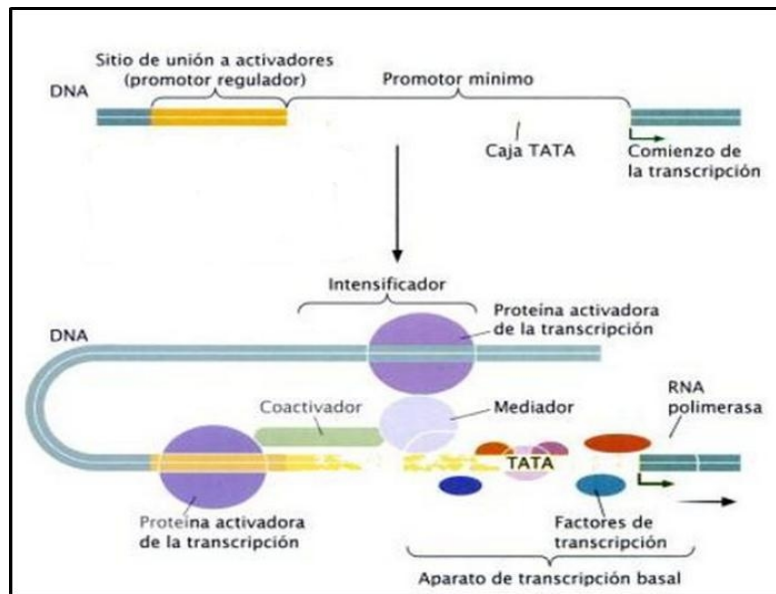 Sitio de unión a activadores
(promotor regulador)
Promotor mínimo
DNA
Caja TATA
Comienzo de
la transcripción
Intensificador
DNA
Proteína activadora
de la transcripción
RNA
polimerasa
Coactivador
Mediador
TATA
Proteína activadora
de la transcripción
Factores de
transcripción
Aparato de transcripción basal